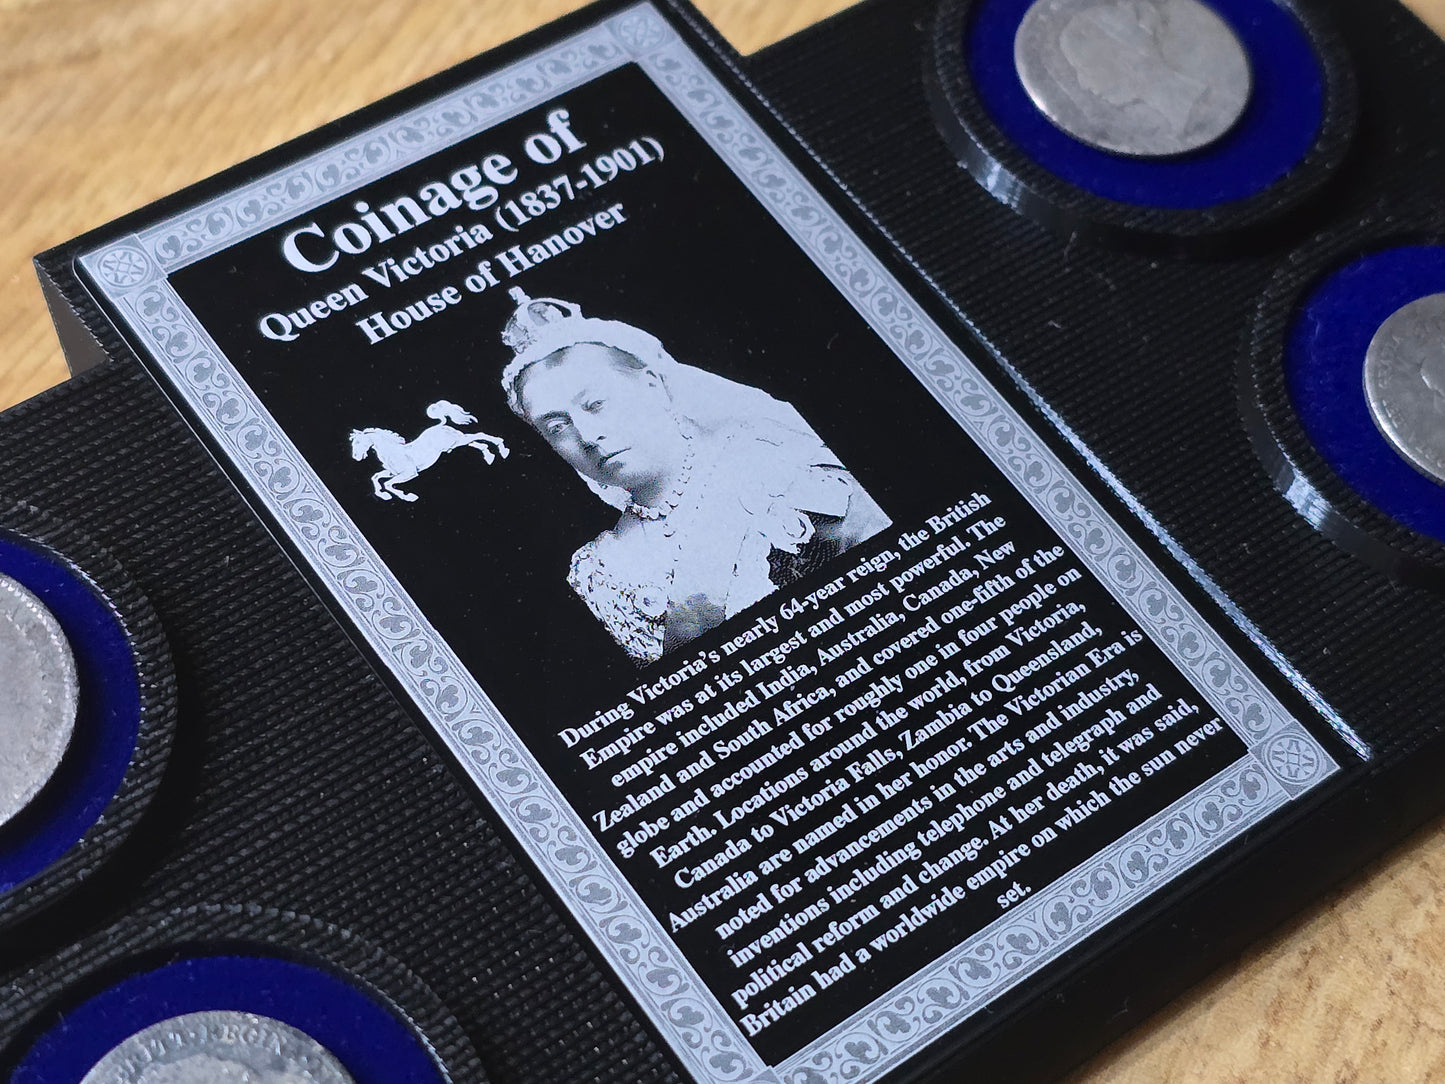 Coinage of
Queen Victoria (1837-1901)
House of Hanover
During Victoria's nearly 64-year reign, the British
Empire was at its largest and most powerful. The
empire included India, Australia, Canada, New
Zealand and South Africa, and covered one-fifth of the
globe and accounted for roughly one in four people on
Earth. Locations around the world, from Victoria,
Canada to Victoria Falls, Zambia to Queensland,
Australia are named in her honor. The Victorian Era is
noted for advancements in the arts and industry,
inventions including telephone and telegraph and
political reform and change. At her death, it was said,
Britain had a worldwide empire on which the sun never
set.